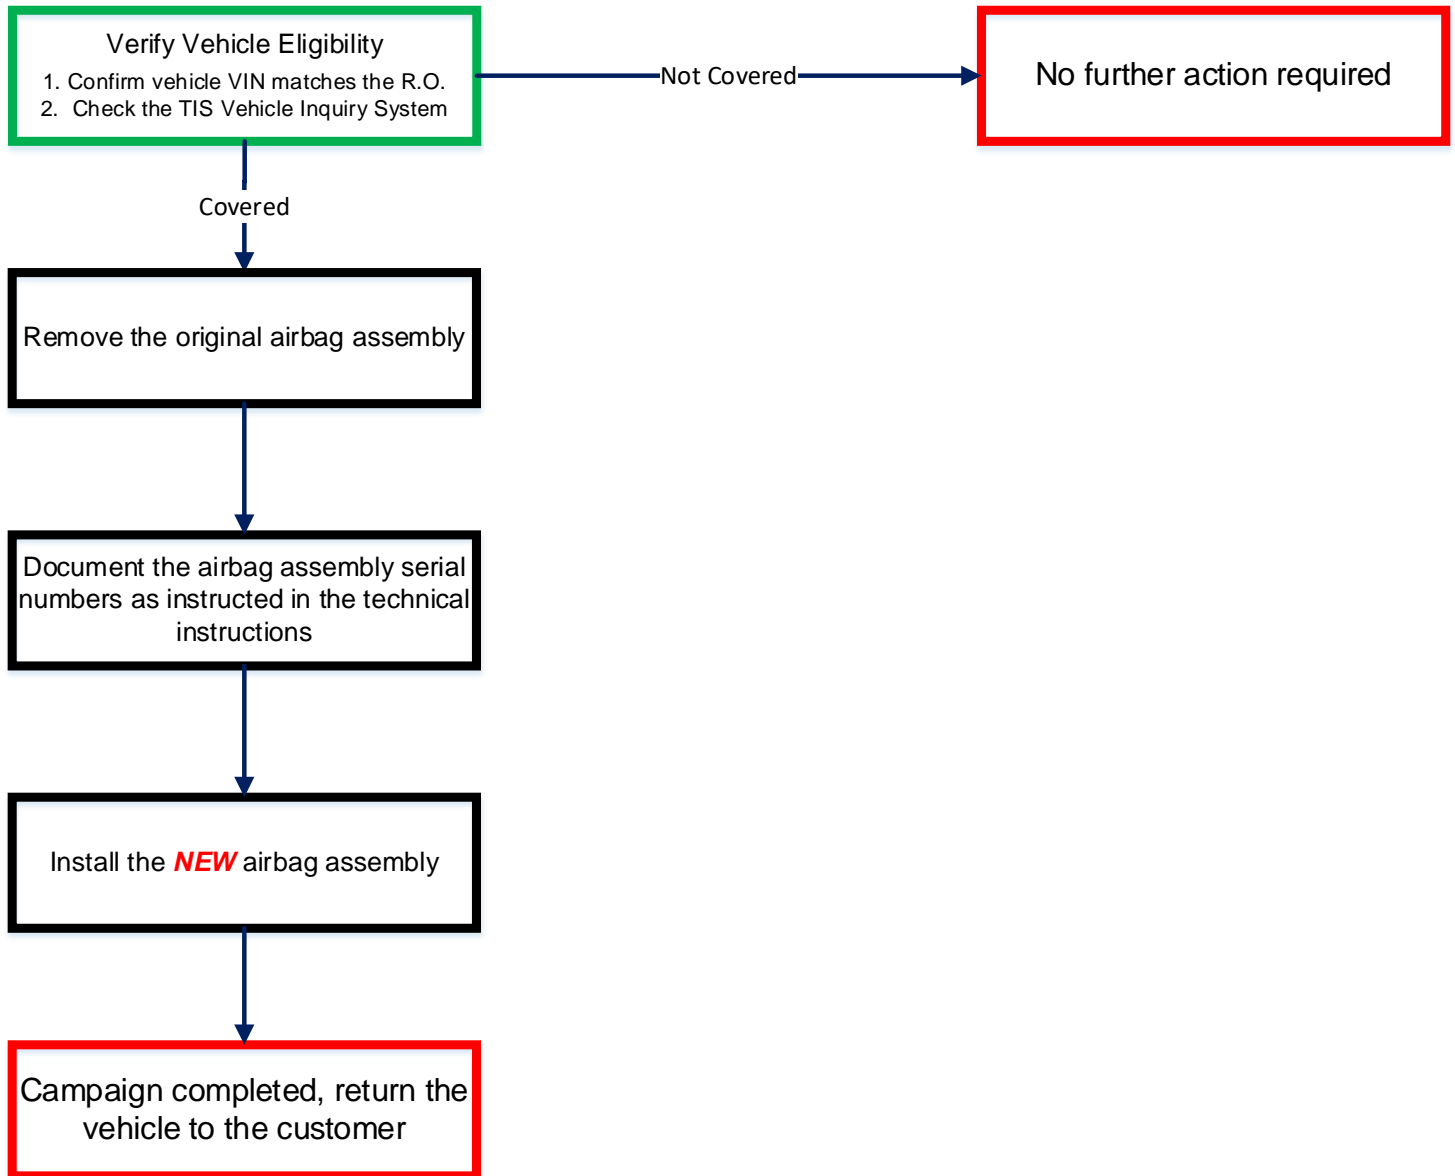 Verify Vehicle Eligibility
1. Confirm vehicle VIN matches the R.O.
2. Check the TIS Vehicle Inquiry System
Not Covered
No further action required
Covered
Remove the original airbag assembly
Document the airbag assembly serial
numbers as instructed in the technical
instructions
Install the NEW airbag assembly
Campaign completed, return the
vehicle to the customer